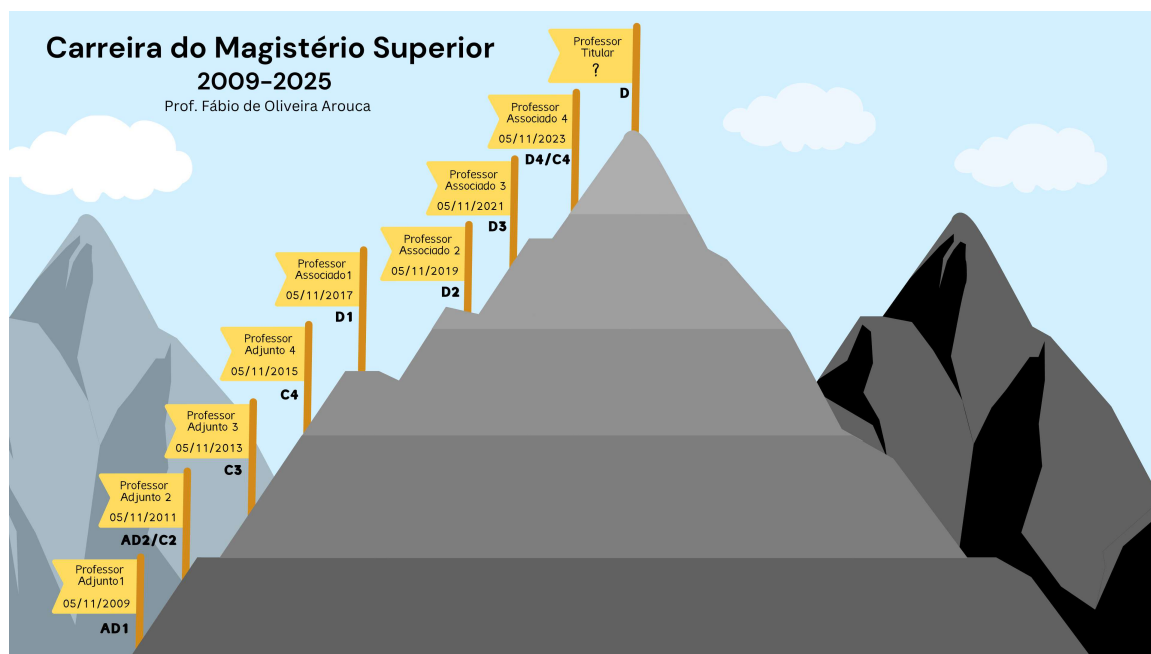 Carreira do Magistério Superior
2009-2025
Prof. Fábio de Oliveira Arouca
Professor
Titular
?
D
Professor
Associado 4
05/11/2023
D4/C4
Professor
Associado 3
05/11/2021
D3
Professor
Associado 2
05/11/2019
D2
Professor
Associado1
05/11/2017
D1
Professor
Adjunto 4
05/11/2015
C4
Professor
Adjunto 3
05/11/2013
C3
Professor
Adjunto 2
05/11/2011
AD2/C2
Professor
Adjunto1
05/11/2009
AD1